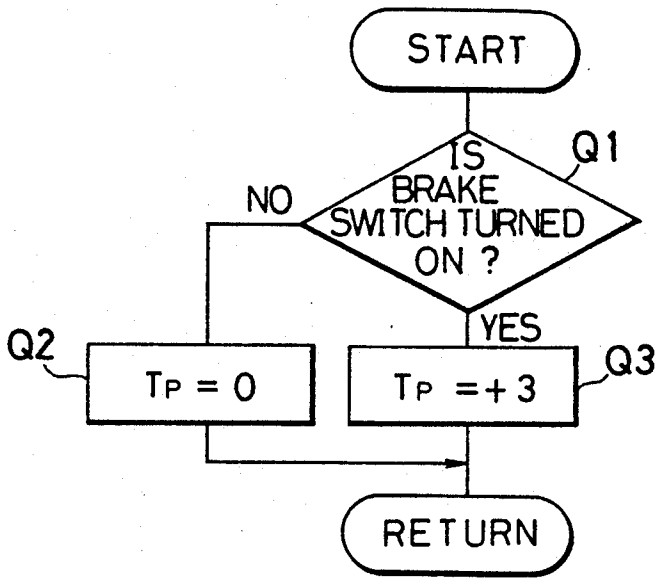 START
Q1
IS
BRAKE
SWITCH TURNED
ON ?
NO
YES
Q2
TP = 0
TP = + 3
Q3
RETURN